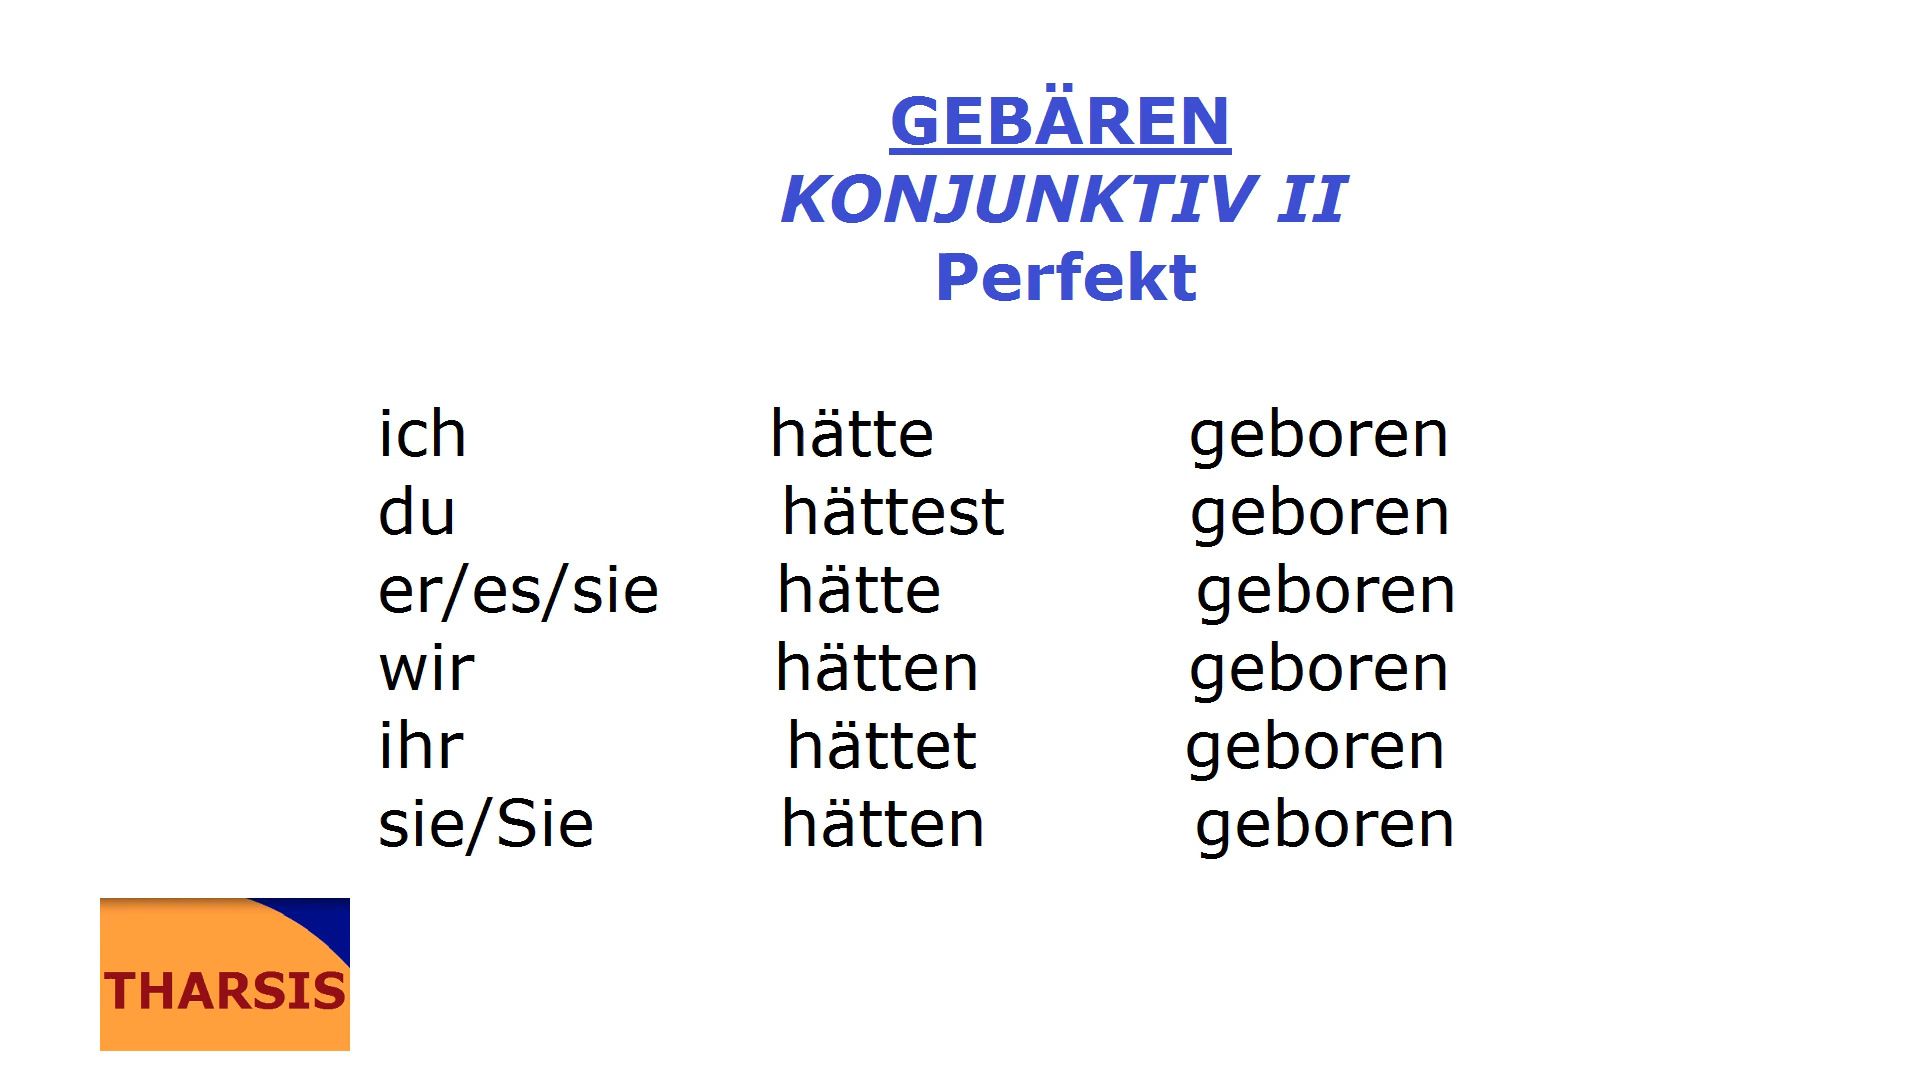 GEBÄREN
KONJUNKTIV II
Perfekt
ich hätte geboren
du hättest geboren
er/es/sie hätte geboren
wir hätten geboren
ihr hättet geboren
sie/Sie hätten geboren
THARSIS